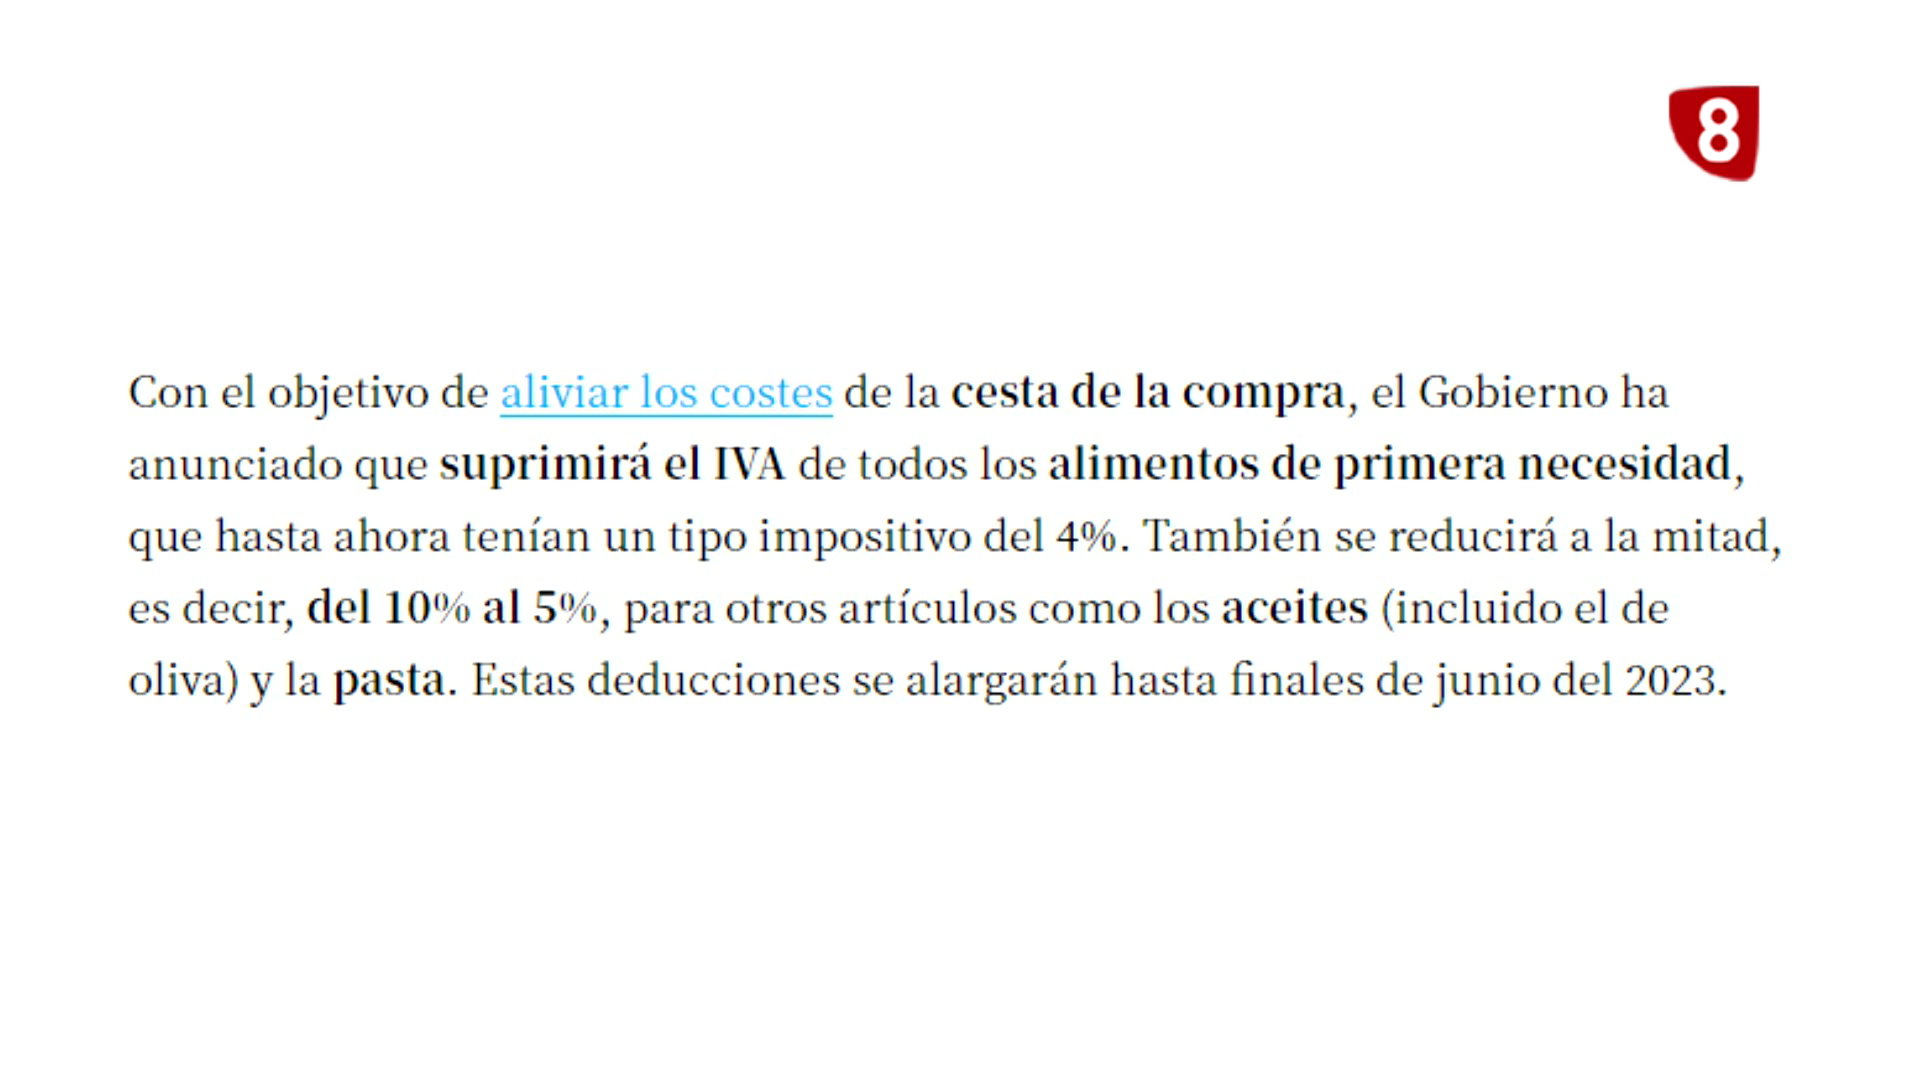 8
Con el objetivo de aliviar los costes de la cesta de la compra, el Gobierno ha
anunciado que suprimirá el IVA de todos los alimentos de primera necesidad,
que hasta ahora tenían un tipo impositivo del 4%. También se reducirá a la mitad,
es decir, del 10% al 5%, para otros artículos como los aceites (incluido el de
oliva) y la pasta. Estas deducciones se alargarán hasta finales de junio del 2023.